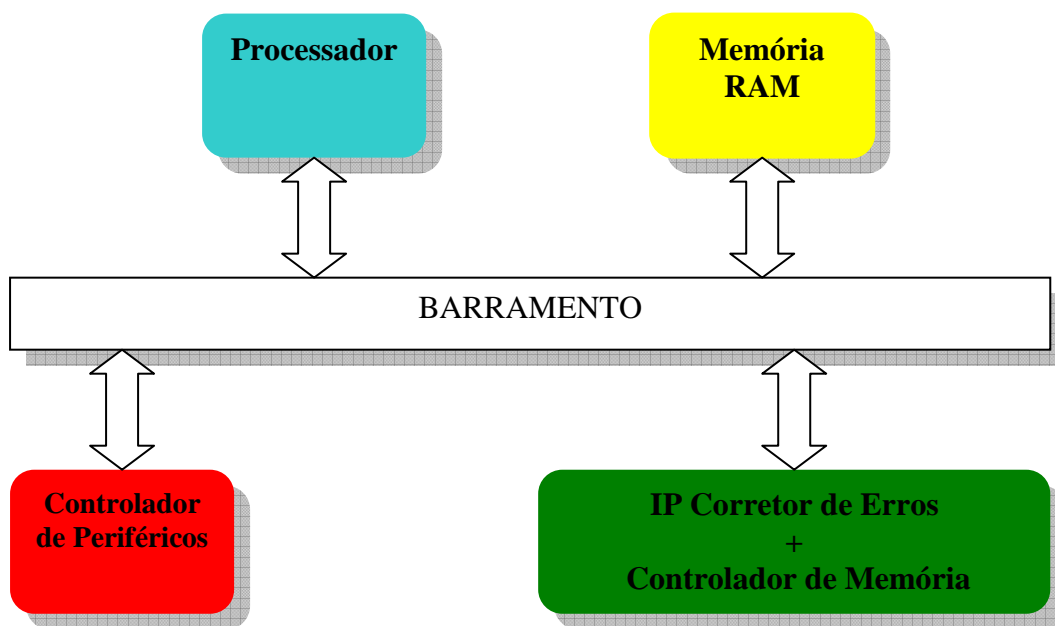 Processador
Memória
RAM
BARRAMENTO
Controlador
de Periféricos
IP Corretor de Erros
+
Controlador de Memória